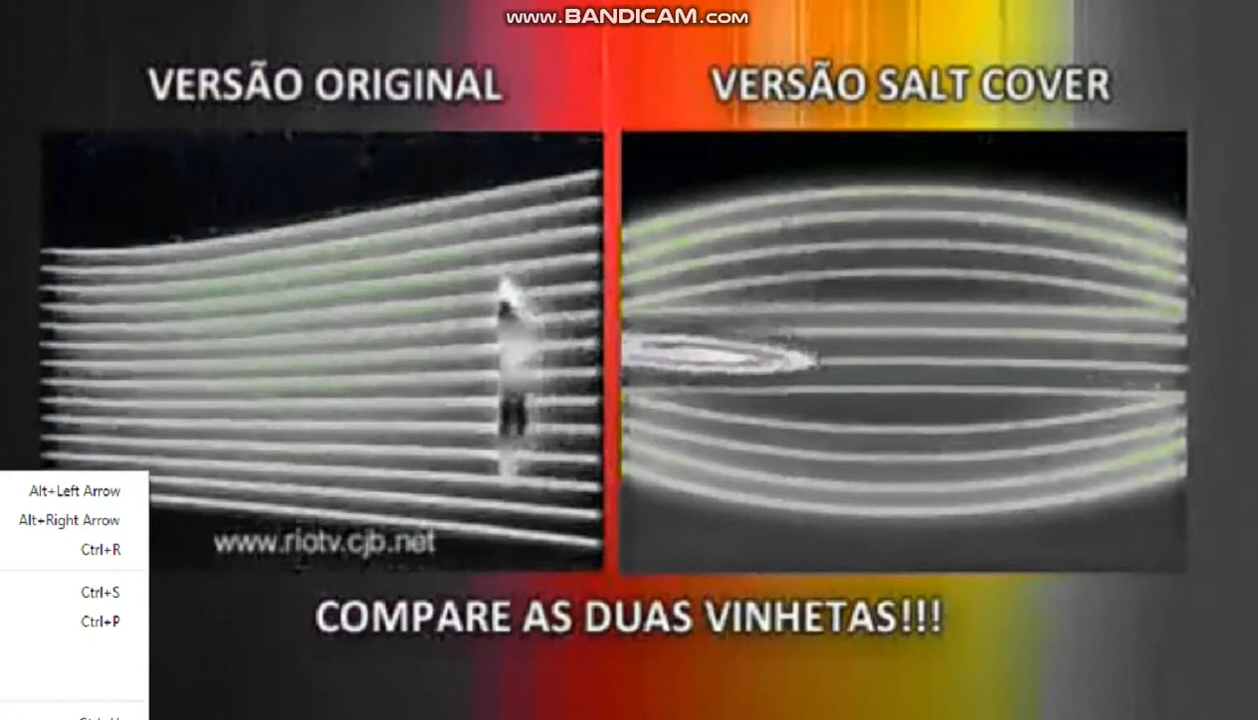 www.BANDICAM.com
VERSÃO ORIGINAL
VERSÃO SALT COVER
Alt+Left Arrow
Alt+Right Arrow
Ctrl+R
Ctrl+S
Ctrl+P
www.riotv.cjb.net
COMPARE AS DUAS VINHETAS!!!